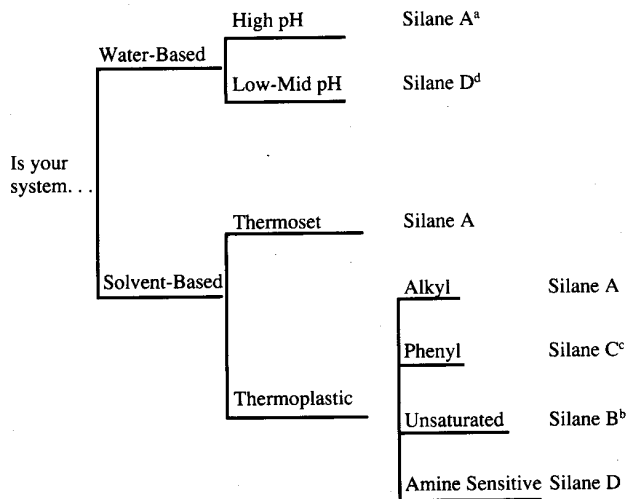 High pH Silane Aᵃ
Water-Based
Low-Mid pH Silane Dᵈ
Is your
system. . .
Thermoset Silane A
Solvent-Based
Alkyl Silane A
Phenyl Silane Cᶜ
Thermoplastic
Unsaturated Silane Bᵇ
Amine Sensitive Silane D